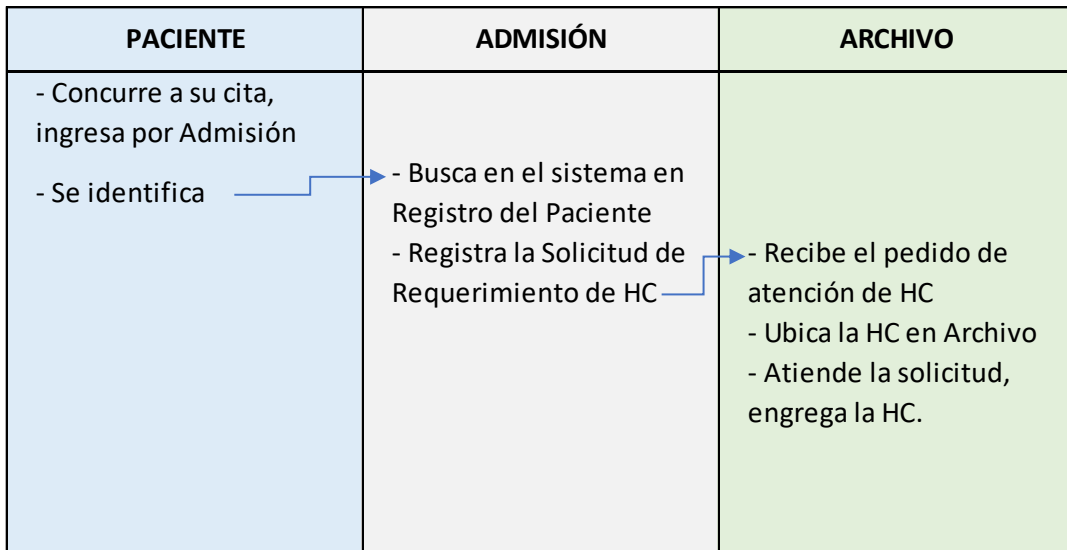 PACIENTE
ADMISIÓN
ARCHIVO
- Concurre a su cita,
ingresa por Admisión
- Se identifica
- Busca en el sistema en
Registro del Paciente
- Registra la Solicitud de
Requerimiento de HC
- Recibe el pedido de
atención de HC
- Ubica la HC en Archivo
- Atiende la solicitud,
engrega la HC.